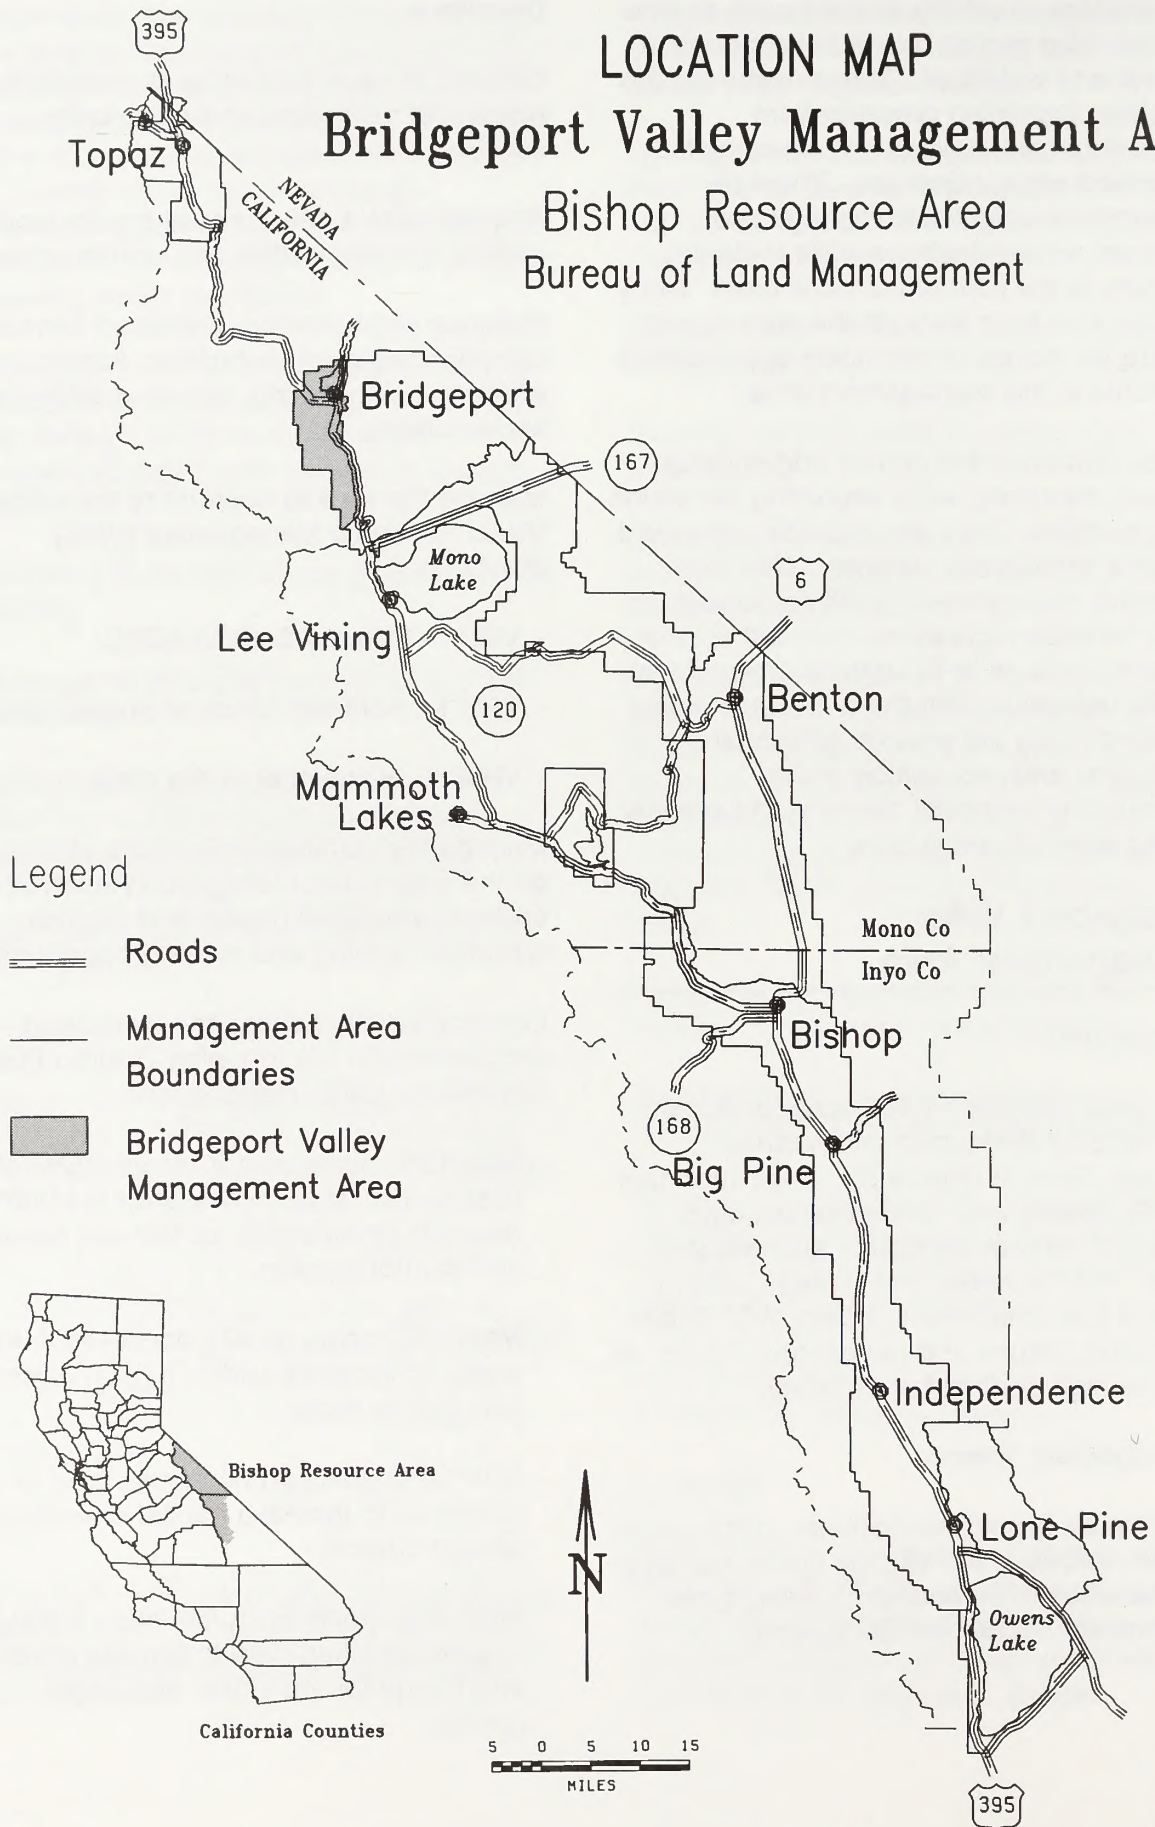 395
LOCATION MAP
Bridgeport Valley Management A
Bishop Resource Area
Bureau of Land Management
Topaz
NEVADA
CALIFORNIA
Bridgeport
167
Mono
Lake
6
Lee Vining
120
Benton
Mammoth
Lakes
Legend
Roads
Management Area
Boundaries
Bridgeport Valley
Management Area
Mono Co
Inyo Co
Bishop
168
Big Pine
Independence
Bishop Resource Area
Lone Pine
N
Owens
Lake
California Counties
5 0 5 10 15
MILES
395